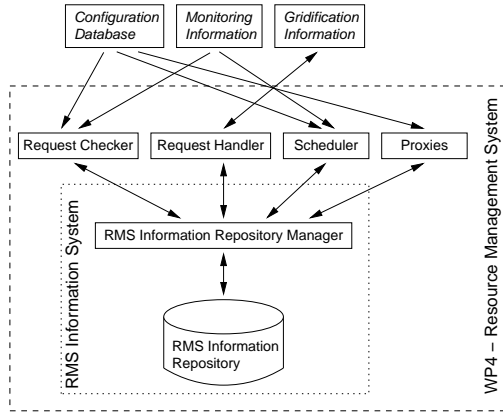 Configuration
Database
Monitoring
Information
Gridification
Information
Request Checker
Request Handler
Scheduler
Proxies
RMS Information Repository Manager
RMS Information
Repository
RMS Information System
WP4 – Resource Management System